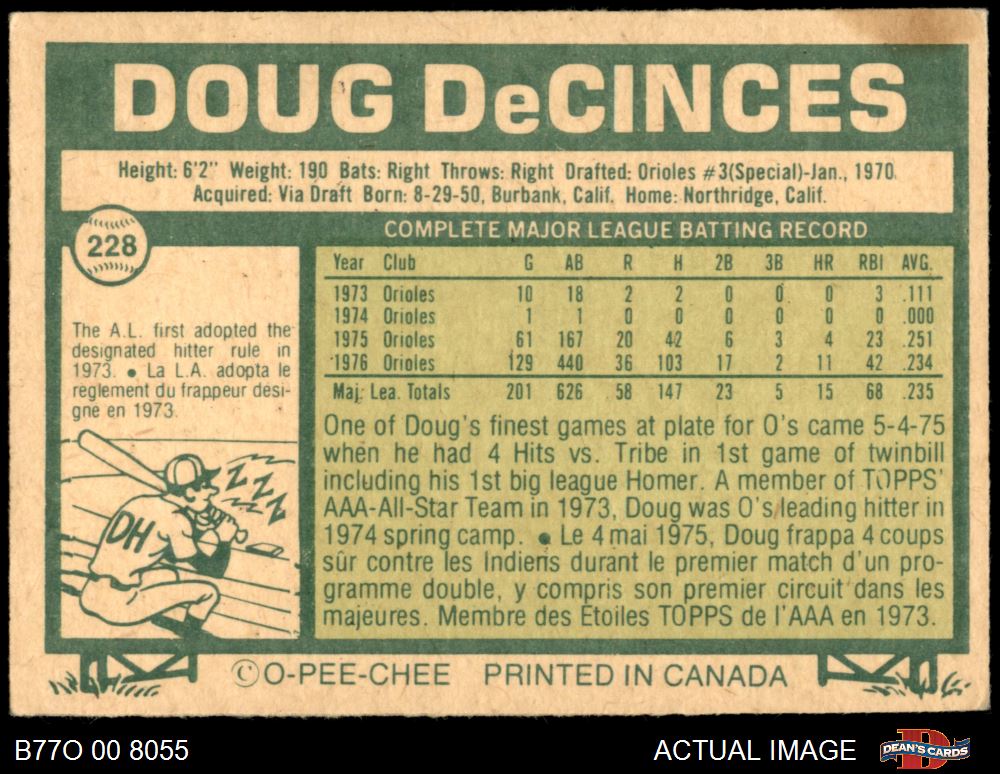 DOUG DeCINCES
Height: 6'2" Weight: 190 Bats: Right Throws: Right Drafted: Orioles #3(Special)-Jan., 1970
Acquired: Via Draft Born: 8-29-50, Burbank, Calif. Home: Northridge, Calif.
228
COMPLETE MAJOR LEAGUE BATTING RECORD
Year Club G AB R H 2B 3B HR RBI AVG.
1973 Orioles 10 18 2 2 0 0 0 3 .111
1974 Orioles 1 1 0 0 0 0 0 0 .000
1975 Orioles 61 167 20 42 6 3 4 23 .251
1976 Orioles 129 440 36 103 17 2 11 42 .234
Maj. Lea. Totals 201 626 58 147 23 5 15 68 .235
The A.L. first adopted the
designated hitter rule in
1973. ● La L.A. adopta le
reglement du frappeur desi-
gne en 1973.
ZZZZ
DH
One of Doug's finest games at plate for O's came 5-4-75
when he had 4 Hits vs. Tribe in 1st game of twinbill
including his 1st big league Homer. A member of TOPPS'
AAA-All-Star Team in 1973, Doug was O's leading hitter in
1974 spring camp. ● Le 4 mai 1975, Doug frappa 4 coups
sûr contre les Indiens durant le premier match d'un pro-
gramme double, y compris son premier circuit dans les
majeures. Membre des Etoiles TOPPS de l'AAA en 1973.
©O-PEE-CHEE PRINTED IN CANADA
B77O 00 8055
ACTUAL IMAGE
DEAN'S CARDS